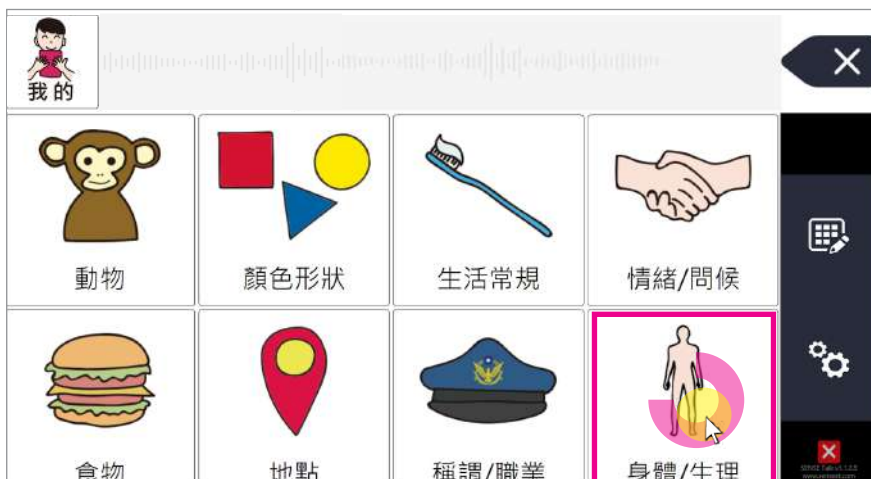 我的
動物
顏色形狀
生活常規
情緒/問候
食物
地點
稱謂/職業
身體/生理